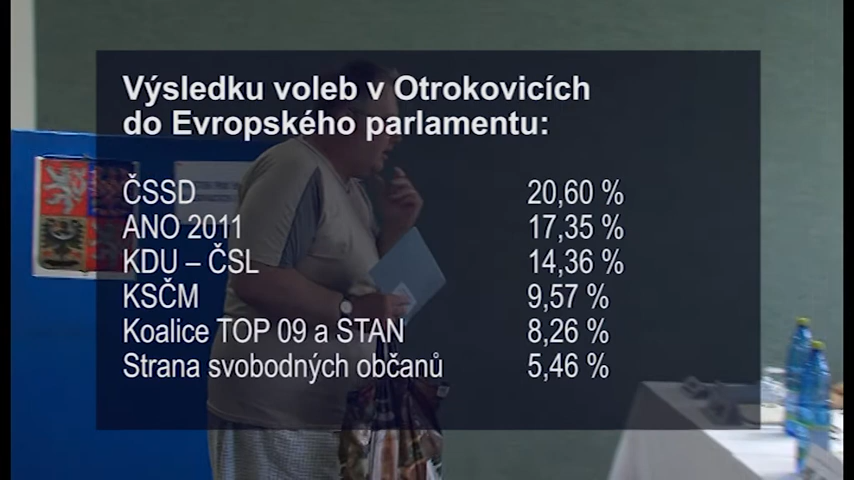 Výsledku voleb v Otrokovicích
do Evropského parlamentu:
ČSSD 20,60 %
ANO 2011 17,35 %
KDU – ČSL 14,36 %
KSČM 9,57 %
Koalice TOP 09 a STAN 8,26 %
Strana svobodných občanů 5,46 %